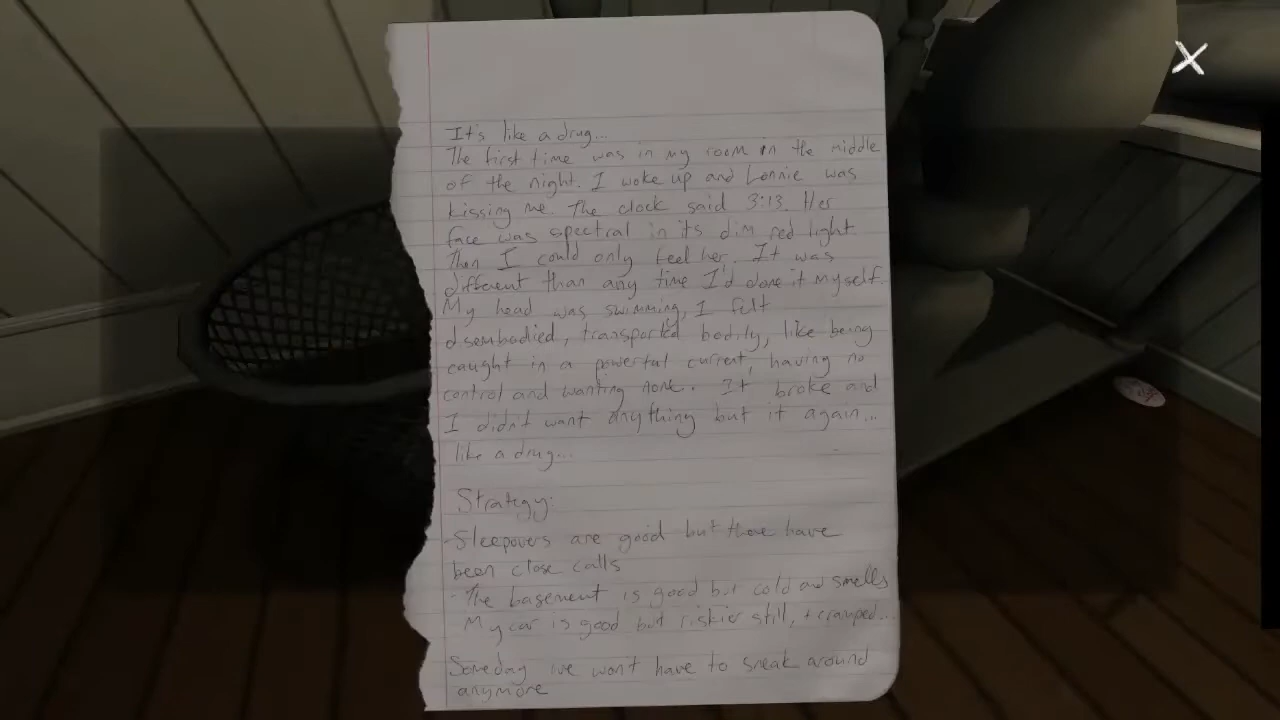 It's like a drug...
The first time was in my room in the middle
of the night. I woke up and Lonnie was
kissing me. The clock said 3:13. Her
face was spectral in its dim red light
Then I could only feel her. It was
different than any time I'd done it myself.
My head was swimming, I felt
disembodied, transported bodily, like being
caught in a powerful current, having no
control and wanting none. It broke and
I didn't want anything but it again...
like a drug...
Strategy:
-Sleepovers are good but there have
been close calls
- The basement is good but cold and smells
My car is good but riskier still, + cramped...
Someday we won't have to sneak around
anymore